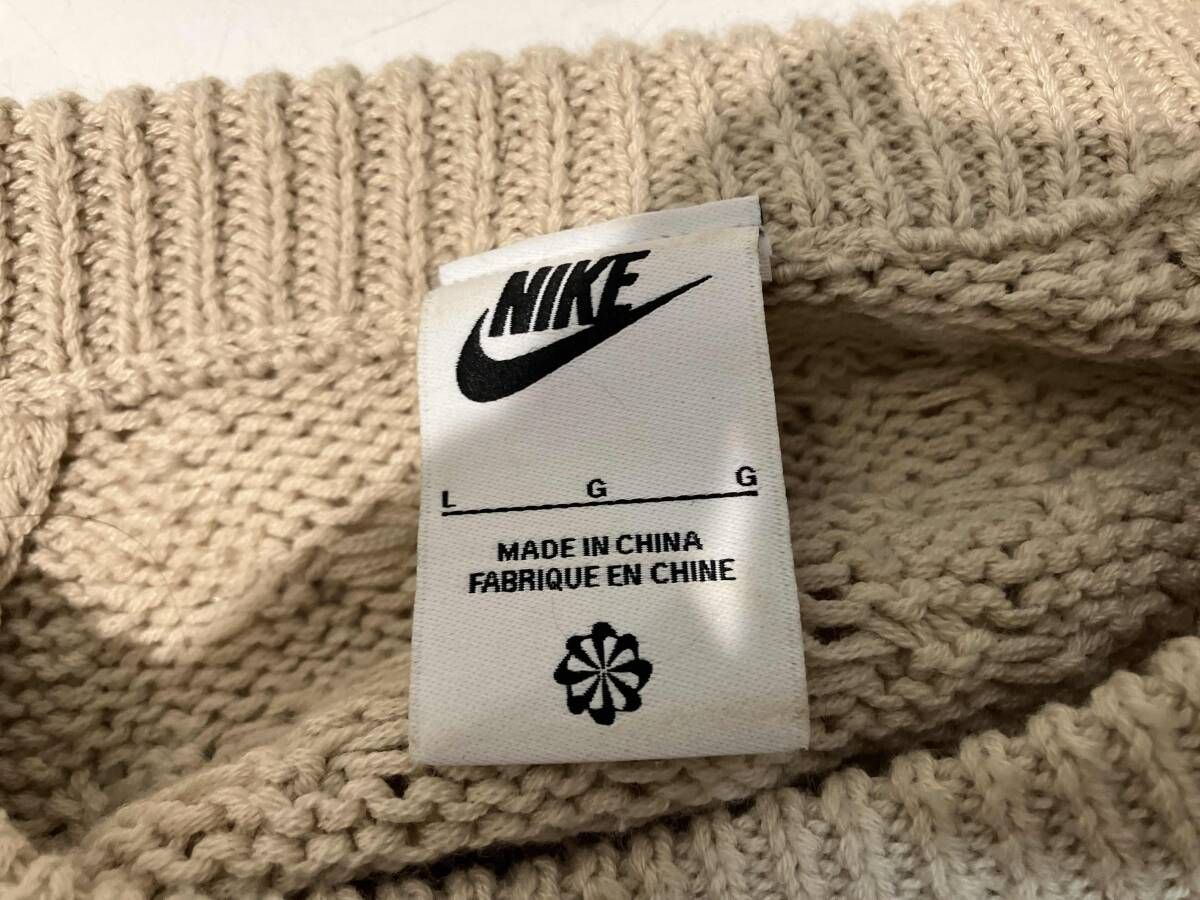 NIKE
L G G
MADE IN CHINA
FABRIQUE EN CHINE